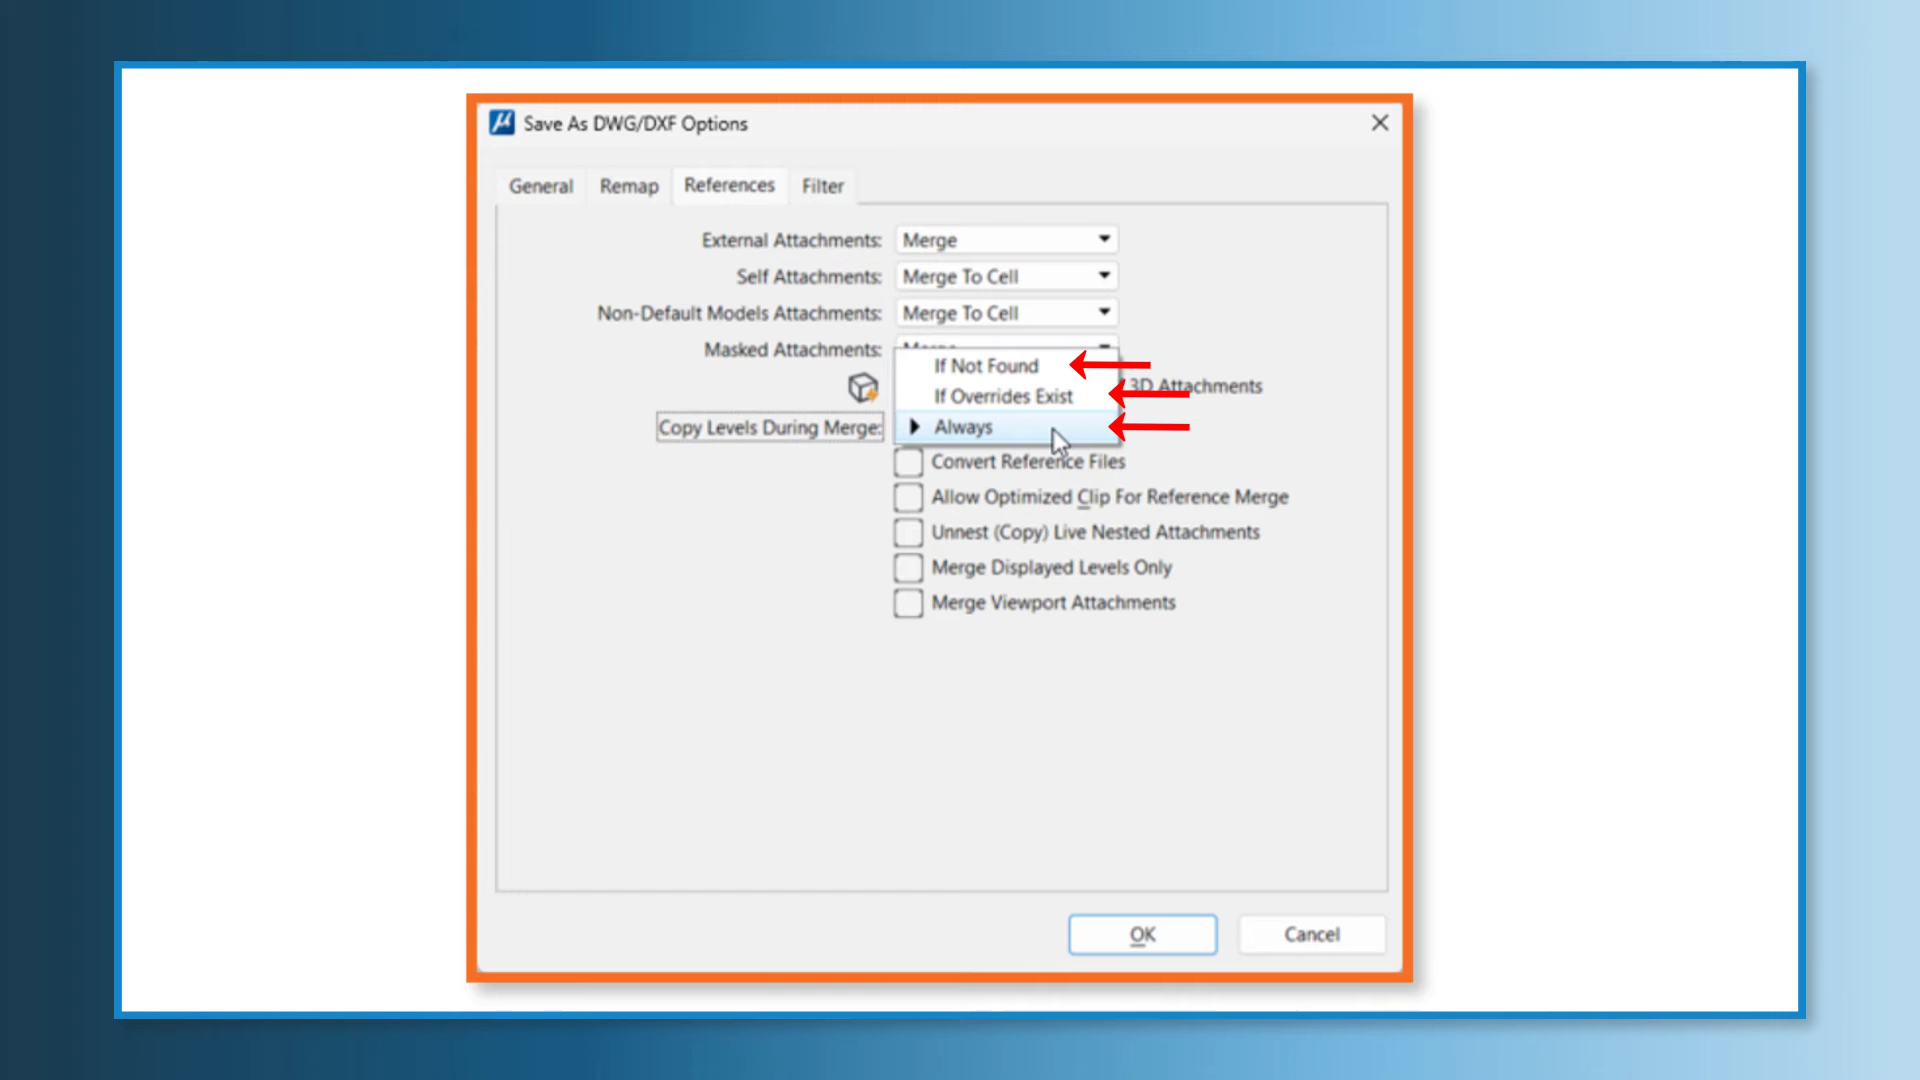 Save As DWG/DXF Options
General Remap References Filter
External Attachments: Merge
Self Attachments: Merge To Cell
Non-Default Models Attachments: Merge To Cell
Masked Attachments:
If Not Found
3D Attachments
If Overrides Exist
Copy Levels During Merge: Always
Convert Reference Files
Allow Optimized Clip For Reference Merge
Unnest (Copy) Live Nested Attachments
Merge Displayed Levels Only
Merge Viewport Attachments
OK Cancel